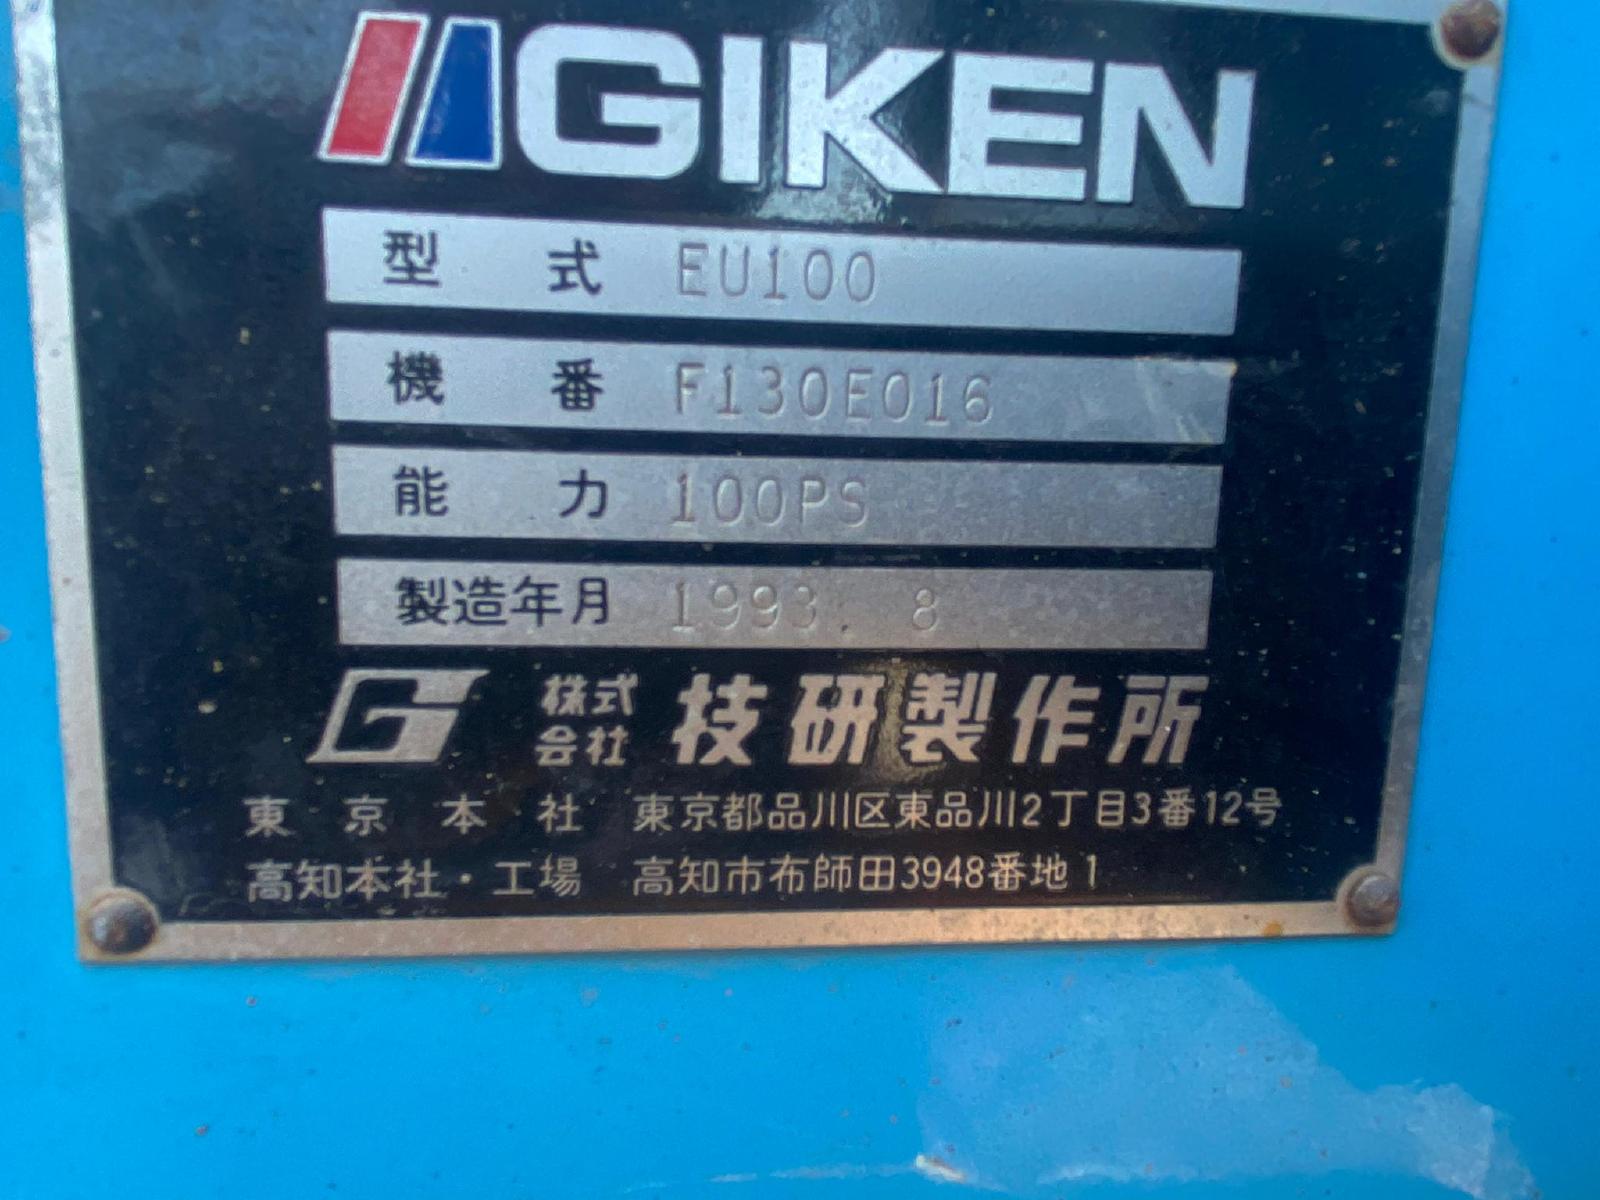 GIKEN
型式 EU100
機番 F130E016
能力 100PS
製造年月 1993. 8
G 株式会社 技研製作所
東京本社 東京都品川区東品川2丁目3番12号
高知本社・工場 高知市布師田3948番地1